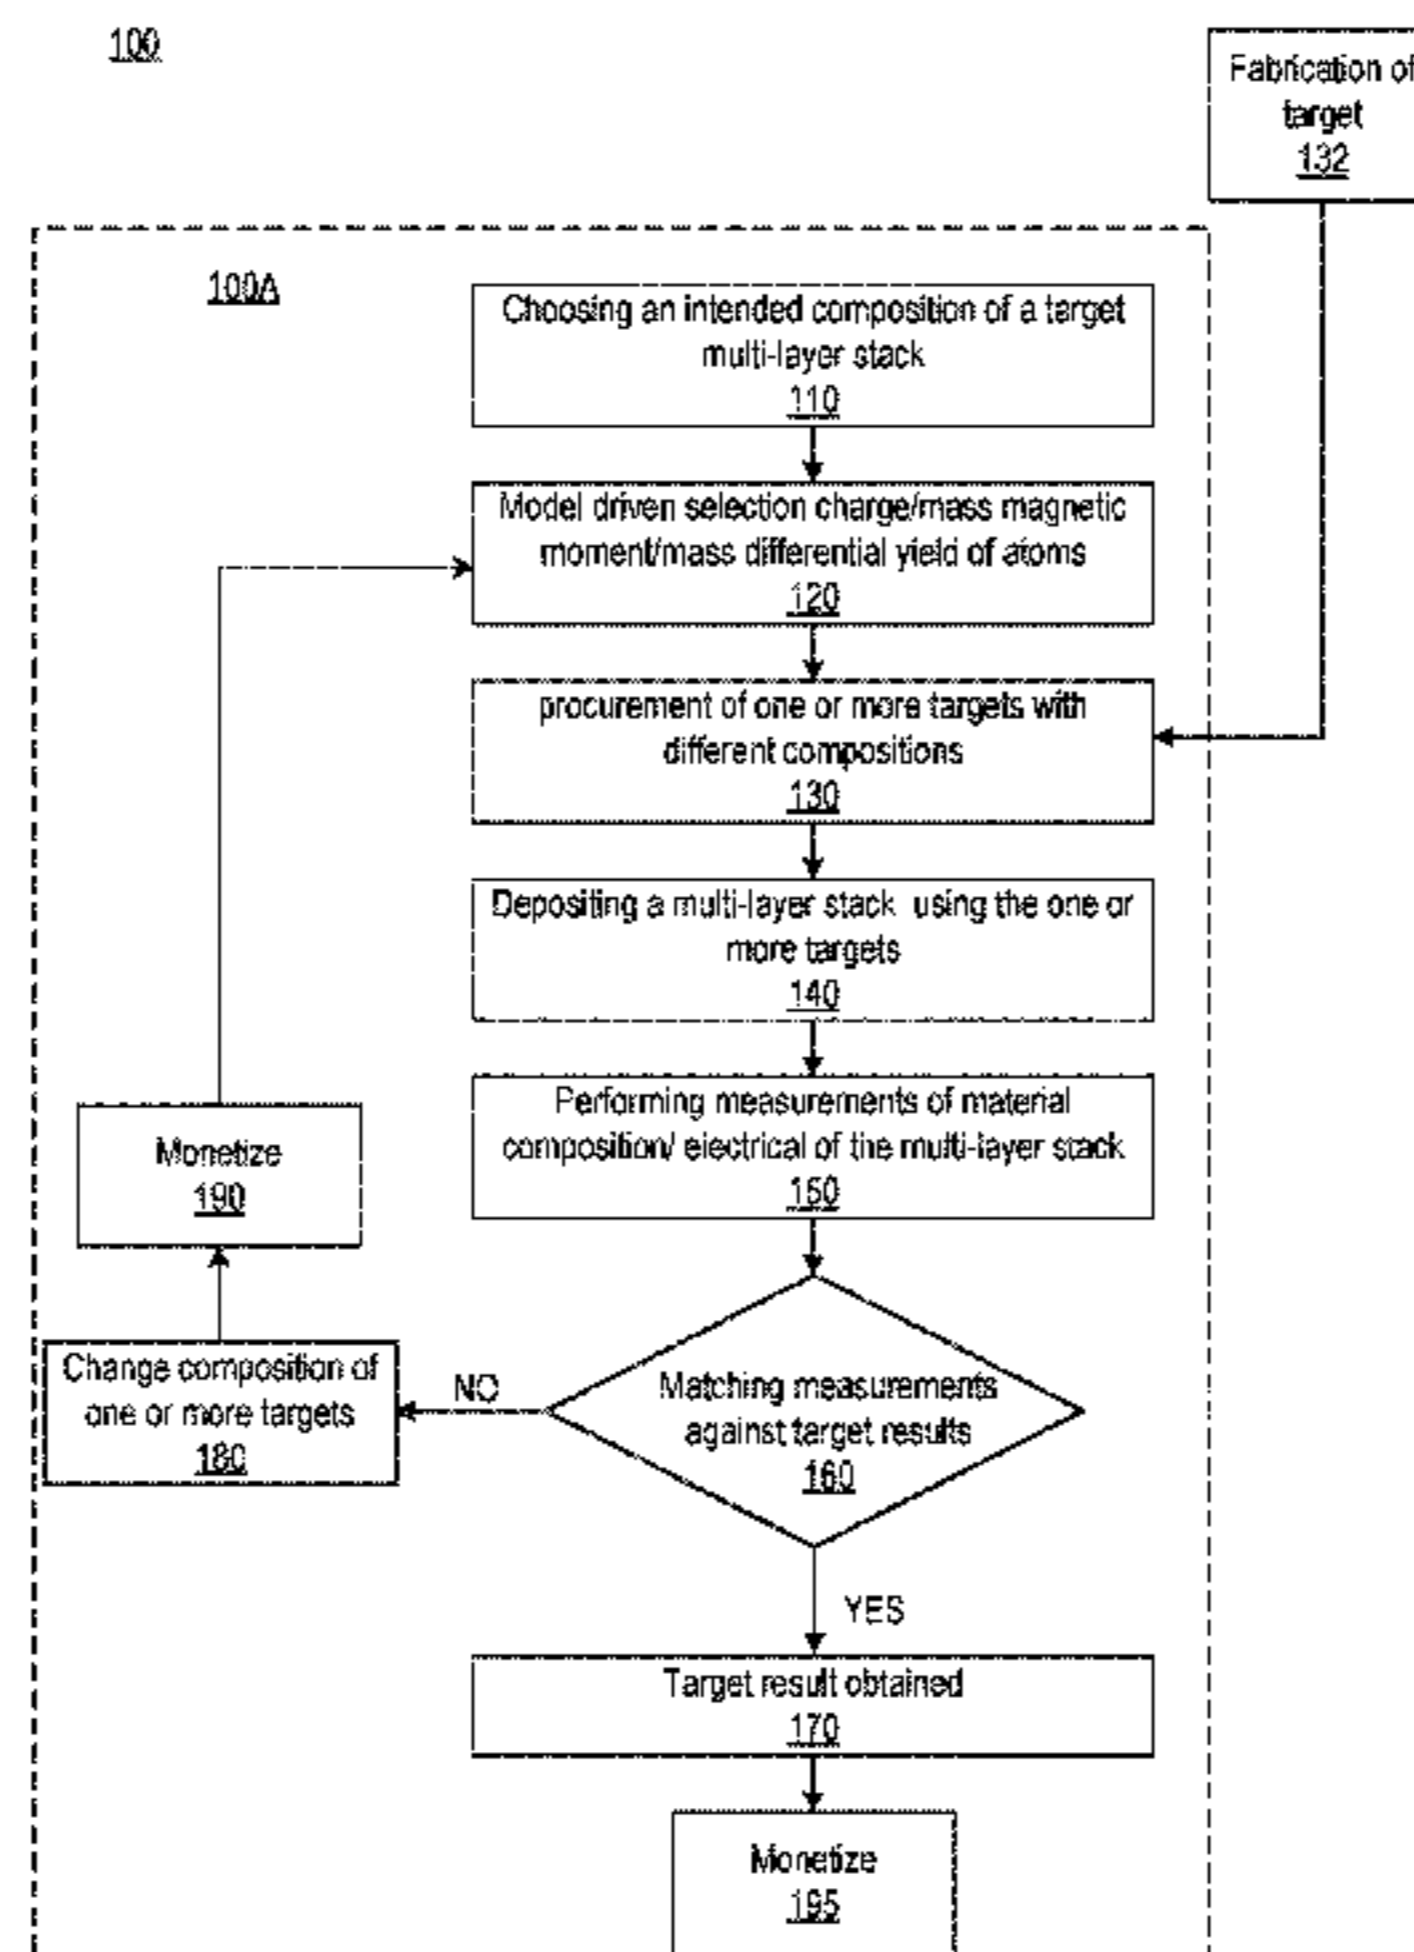 100
Fabrication of
target
132
100A
Choosing an intended composition of a target
multi-layer stack
110
Model driven selection charge/mass magnetic
moment/mass differential yield of atoms
120
procurement of one or more targets with
different compositions
130
Depositing a multi-layer stack using the one or
more targets
140
Performing measurements of material
composition/ electrical of the multi-layer stack
150
Monetize
190
Change composition of
one or more targets
180
NO
Matching measurements
against target results
160
YES
Target result obtained
170
Monetize
195